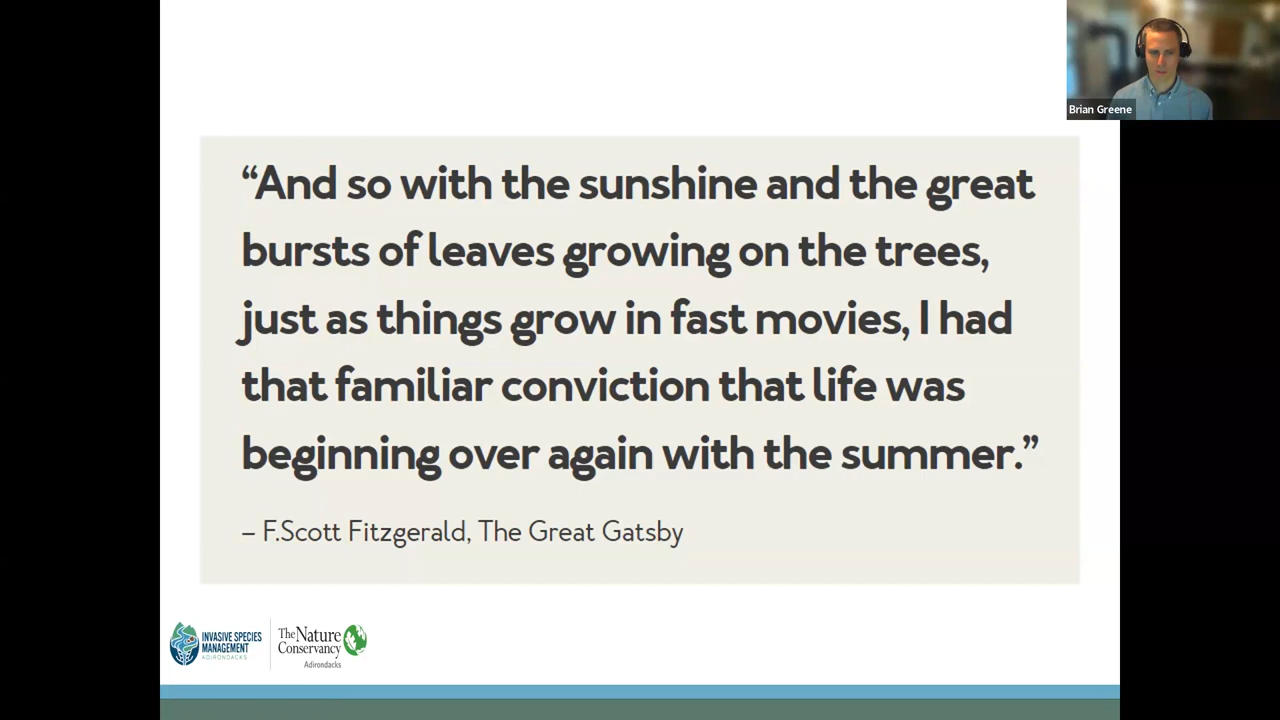 Brian Greene
“And so with the sunshine and the great
bursts of leaves growing on the trees,
just as things grow in fast movies, I had
that familiar conviction that life was
beginning over again with the summer.”
– F.Scott Fitzgerald, The Great Gatsby
INVASIVE SPECIES
MANAGEMENT
ADIRONDACKS
The Nature
Conservancy
Adirondacks